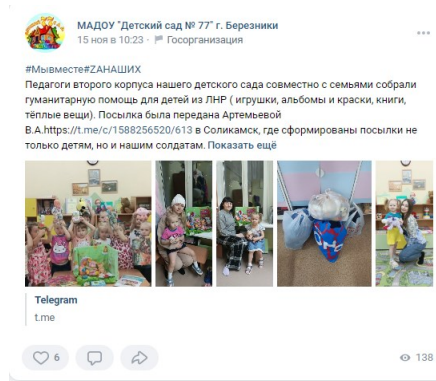 МАДОУ "Детский сад № 77" г. Березники
15 ноя в 10:23 · Госорганизация
#Мывместе#ZАНАШИХ
Педагоги второго корпуса нашего детского сада совместно с семьями собрали
гуманитарную помощь для детей из ЛНР ( игрушки, альбомы и краски, книги,
тёплые вещи). Посылка была передана Артемьевой
В.А.https://t.me/c/1588256520/613 в Соликамск, где сформированы посылки не
только детям, но и нашим солдатам. Показать ещё
Telegram
t.me
6
138